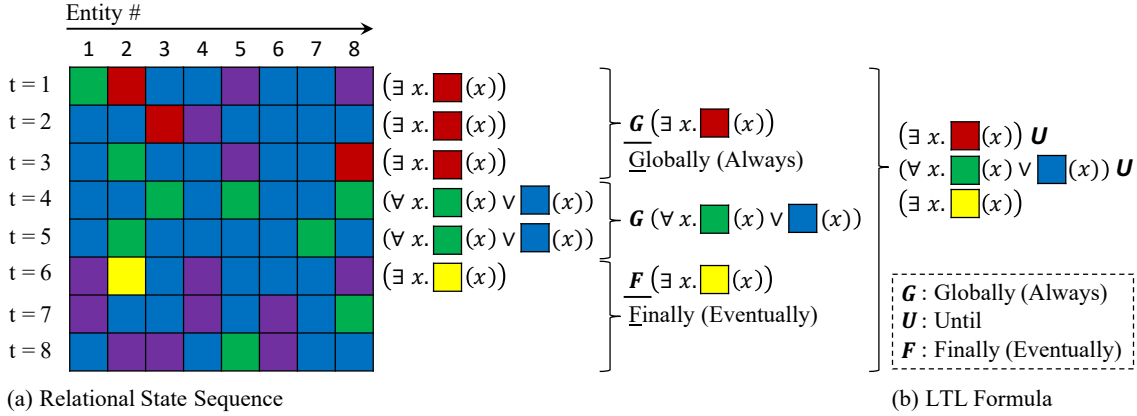 Entity #
1 2 3 4 5 6 7 8
t = 1
t = 2
t = 3
t = 4
t = 5
t = 6
t = 7
t = 8
(∃ x. (x))
(∃ x. (x))
(∃ x. (x))
(∀ x. (x) ∨ (x))
(∀ x. (x) ∨ (x))
(∃ x. (x))
G (∃ x. (x))
Globally (Always)
G (∀ x. (x) ∨ (x))
F (∃ x. (x))
Finally (Eventually)
(∃ x. (x)) U
(∀ x. (x) ∨ (x)) U
(∃ x. (x))
G : Globally (Always)
U : Until
F : Finally (Eventually)
(a) Relational State Sequence
(b) LTL Formula